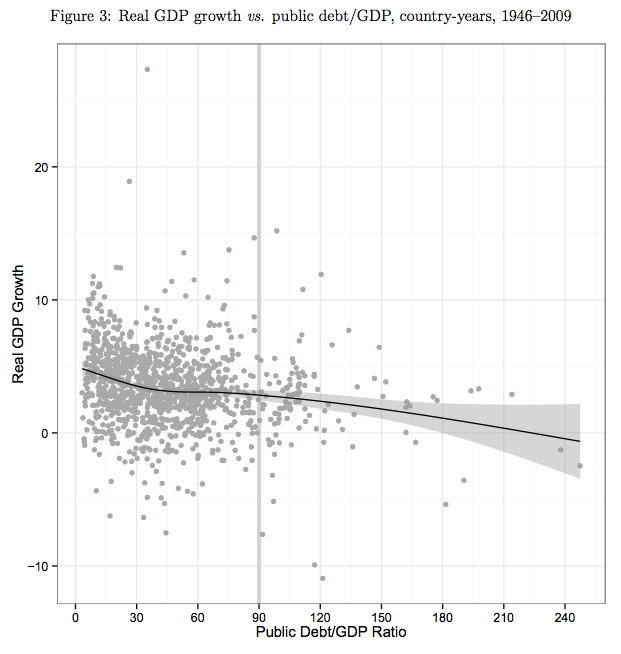 Figure 3: Real GDP growth vs. public debt/GDP, country-years, 1946–2009
20
10
0
−10
Real GDP Growth
0 30 60 90 120 150 180 210 240
Public Debt/GDP Ratio